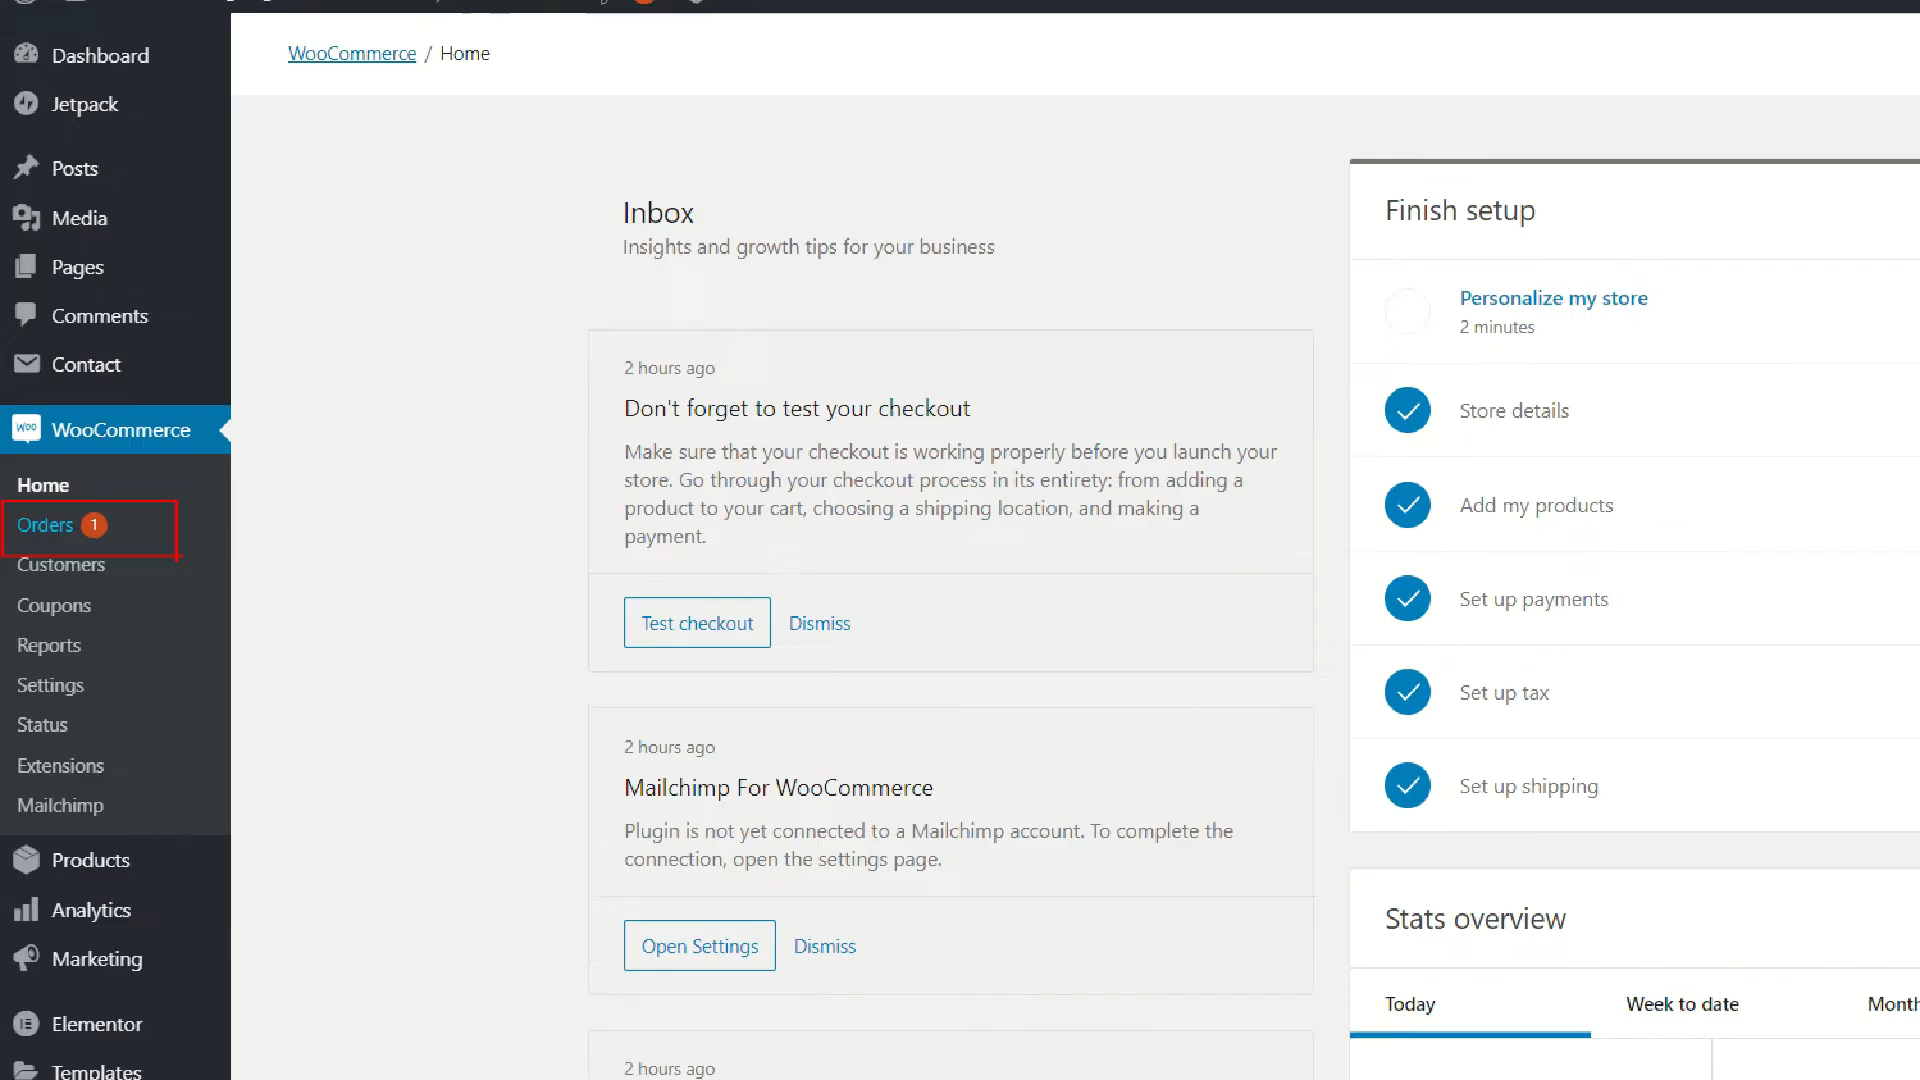 Dashboard
Jetpack
Posts
Media
Pages
Comments
Contact
Woo WooCommerce
Home
Orders 1
Customers
Coupons
Reports
Settings
Status
Extensions
Mailchimp
Products
Analytics
Marketing
Elementor
Templates
WooCommerce / Home
Inbox
Insights and growth tips for your business
2 hours ago
Don't forget to test your checkout
Make sure that your checkout is working properly before you launch your
store. Go through your checkout process in its entirety: from adding a
product to your cart, choosing a shipping location, and making a
payment.
Test checkout Dismiss
2 hours ago
Mailchimp For WooCommerce
Plugin is not yet connected to a Mailchimp account. To complete the
connection, open the settings page.
Open Settings Dismiss
2 hours ago
Finish setup
Personalize my store
2 minutes
Store details
Add my products
Set up payments
Set up tax
Set up shipping
Stats overview
Today Week to date Month